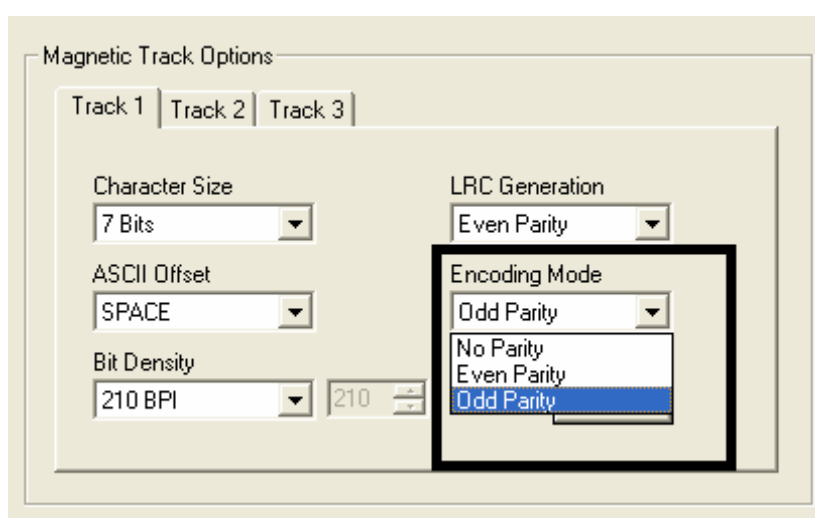 Magnetic Track Options
Track 1 Track 2 Track 3
Character Size
7 Bits
LRC Generation
Even Parity
ASCII Offset
SPACE
Encoding Mode
Odd Parity
No Parity
Even Parity
Odd Parity
Bit Density
210 BPI 210